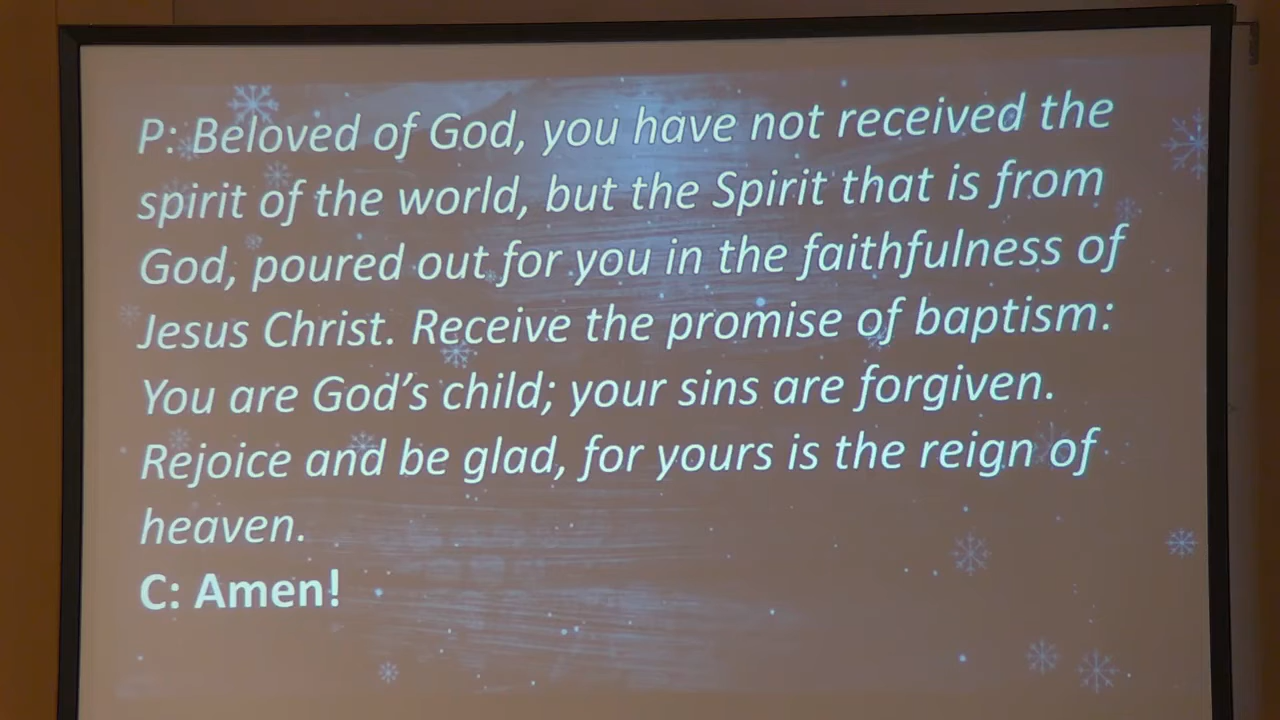 P: Beloved of God, you have not received the
spirit of the world, but the Spirit that is from
God, poured out for you in the faithfulness of
Jesus Christ. Receive the promise of baptism:
You are God’s child; your sins are forgiven.
Rejoice and be glad, for yours is the reign of
heaven.
C: Amen!